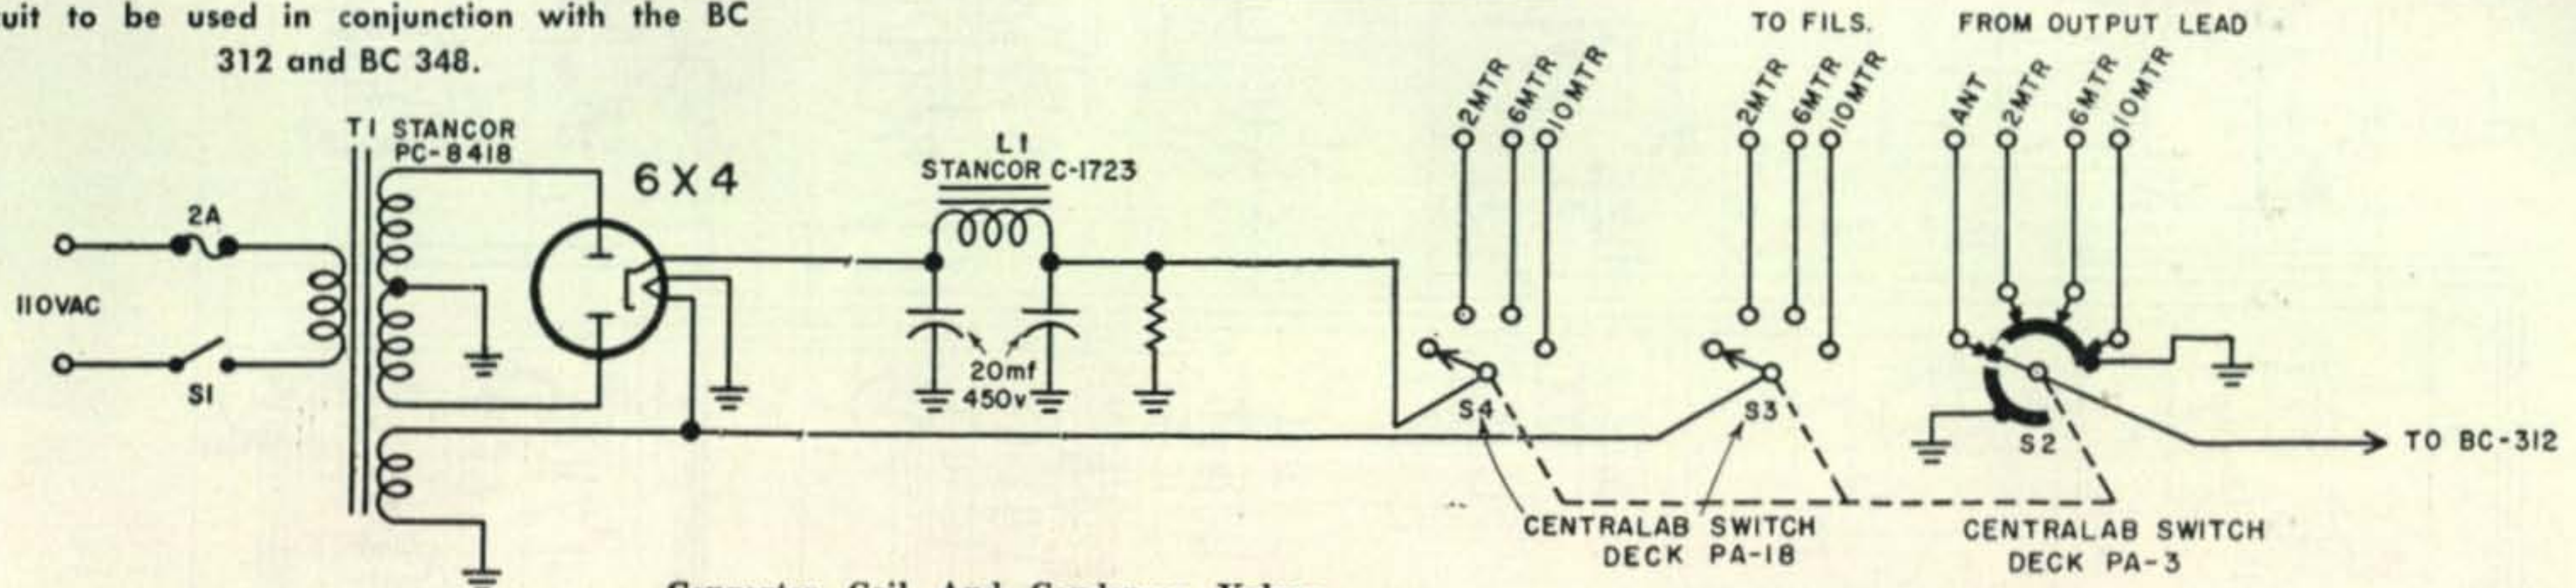 uit to be used in conjunction with the BC
312 and BC 348.
TO FILS.
FROM OUTPUT LEAD
2MTR
6MTR
10MTR
2MTR
6MTR
10MTR
ANT
2MTR
6MTR
10MTR
T1 STANCOR
PC-8418
6X4
L1
STANCOR C-1723
2A
110VAC
S1
20mf
450v
S4
S3
S2
TO BC-312
CENTRALAB SWITCH
DECK PA-18
CENTRALAB SWITCH
DECK PA-3